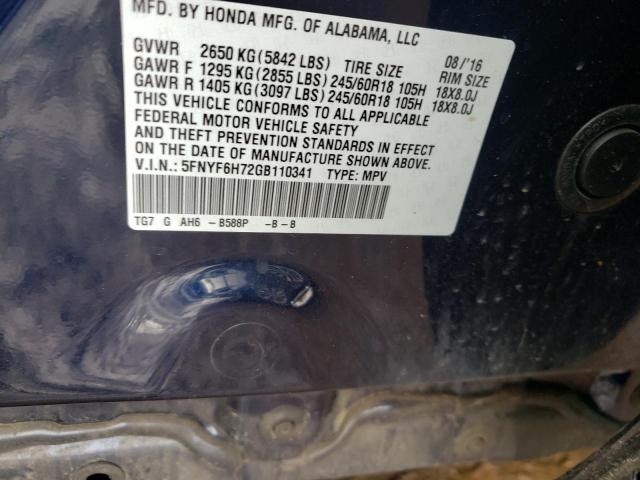 MFD. BY HONDA MFG. OF ALABAMA, LLC
GVWR 2650 KG(5842 LBS) TIRE SIZE 08/'16 RIM SIZE
GAWR F 1295 KG(2855 LBS) 245/60R18 105H 18X8.0J
GAWR R 1405 KG(3097 LBS) 245/60R18 105H 18X8.0J
THIS VEHICLE CONFORMS TO ALL APPLICABLE
FEDERAL MOTOR VEHICLE SAFETY
AND THEFT PREVENTION STANDARDS IN EFFECT
ON THE DATE OF MANUFACTURE SHOWN ABOVE.
V.I.N.: 5FNYF6H72GB110341 TYPE: MPV
TG7 G AH6 - B588P -B-B